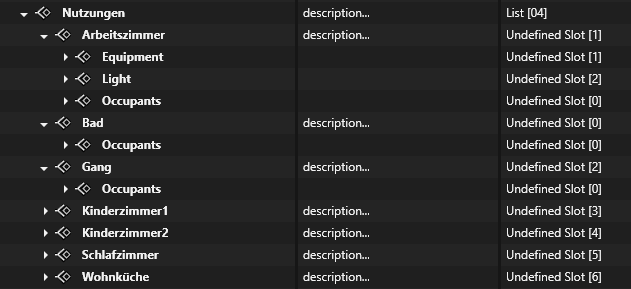 Nutzungen description... List [04]
Arbeitszimmer description... Undefined Slot [1]
Equipment Undefined Slot [1]
Light Undefined Slot [2]
Occupants Undefined Slot [0]
Bad description... Undefined Slot [0]
Occupants Undefined Slot [0]
Gang description... Undefined Slot [2]
Occupants Undefined Slot [0]
Kinderzimmer1 description... Undefined Slot [3]
Kinderzimmer2 description... Undefined Slot [4]
Schlafzimmer description... Undefined Slot [5]
Wohnküche description... Undefined Slot [6]